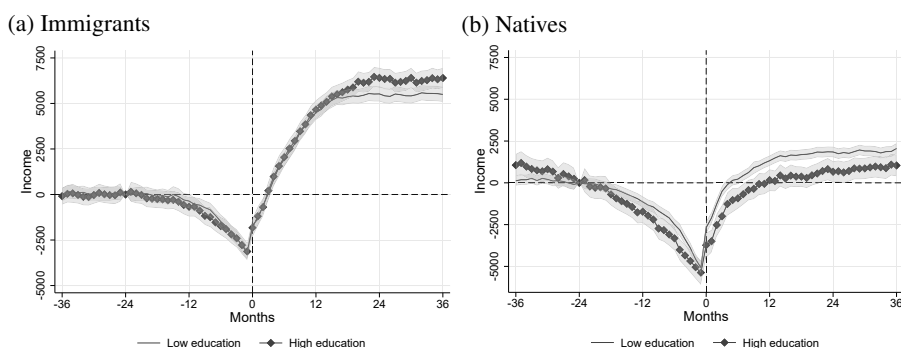 (a) Immigrants
7500
5000
2500
0
-2500
-5000
Income
-36
-24
-12
0
12
24
36
Months
Low education
High education
(b) Natives
7500
5000
2500
0
-2500
-5000
Income
-36
-24
-12
0
12
24
36
Months
Low education
High education